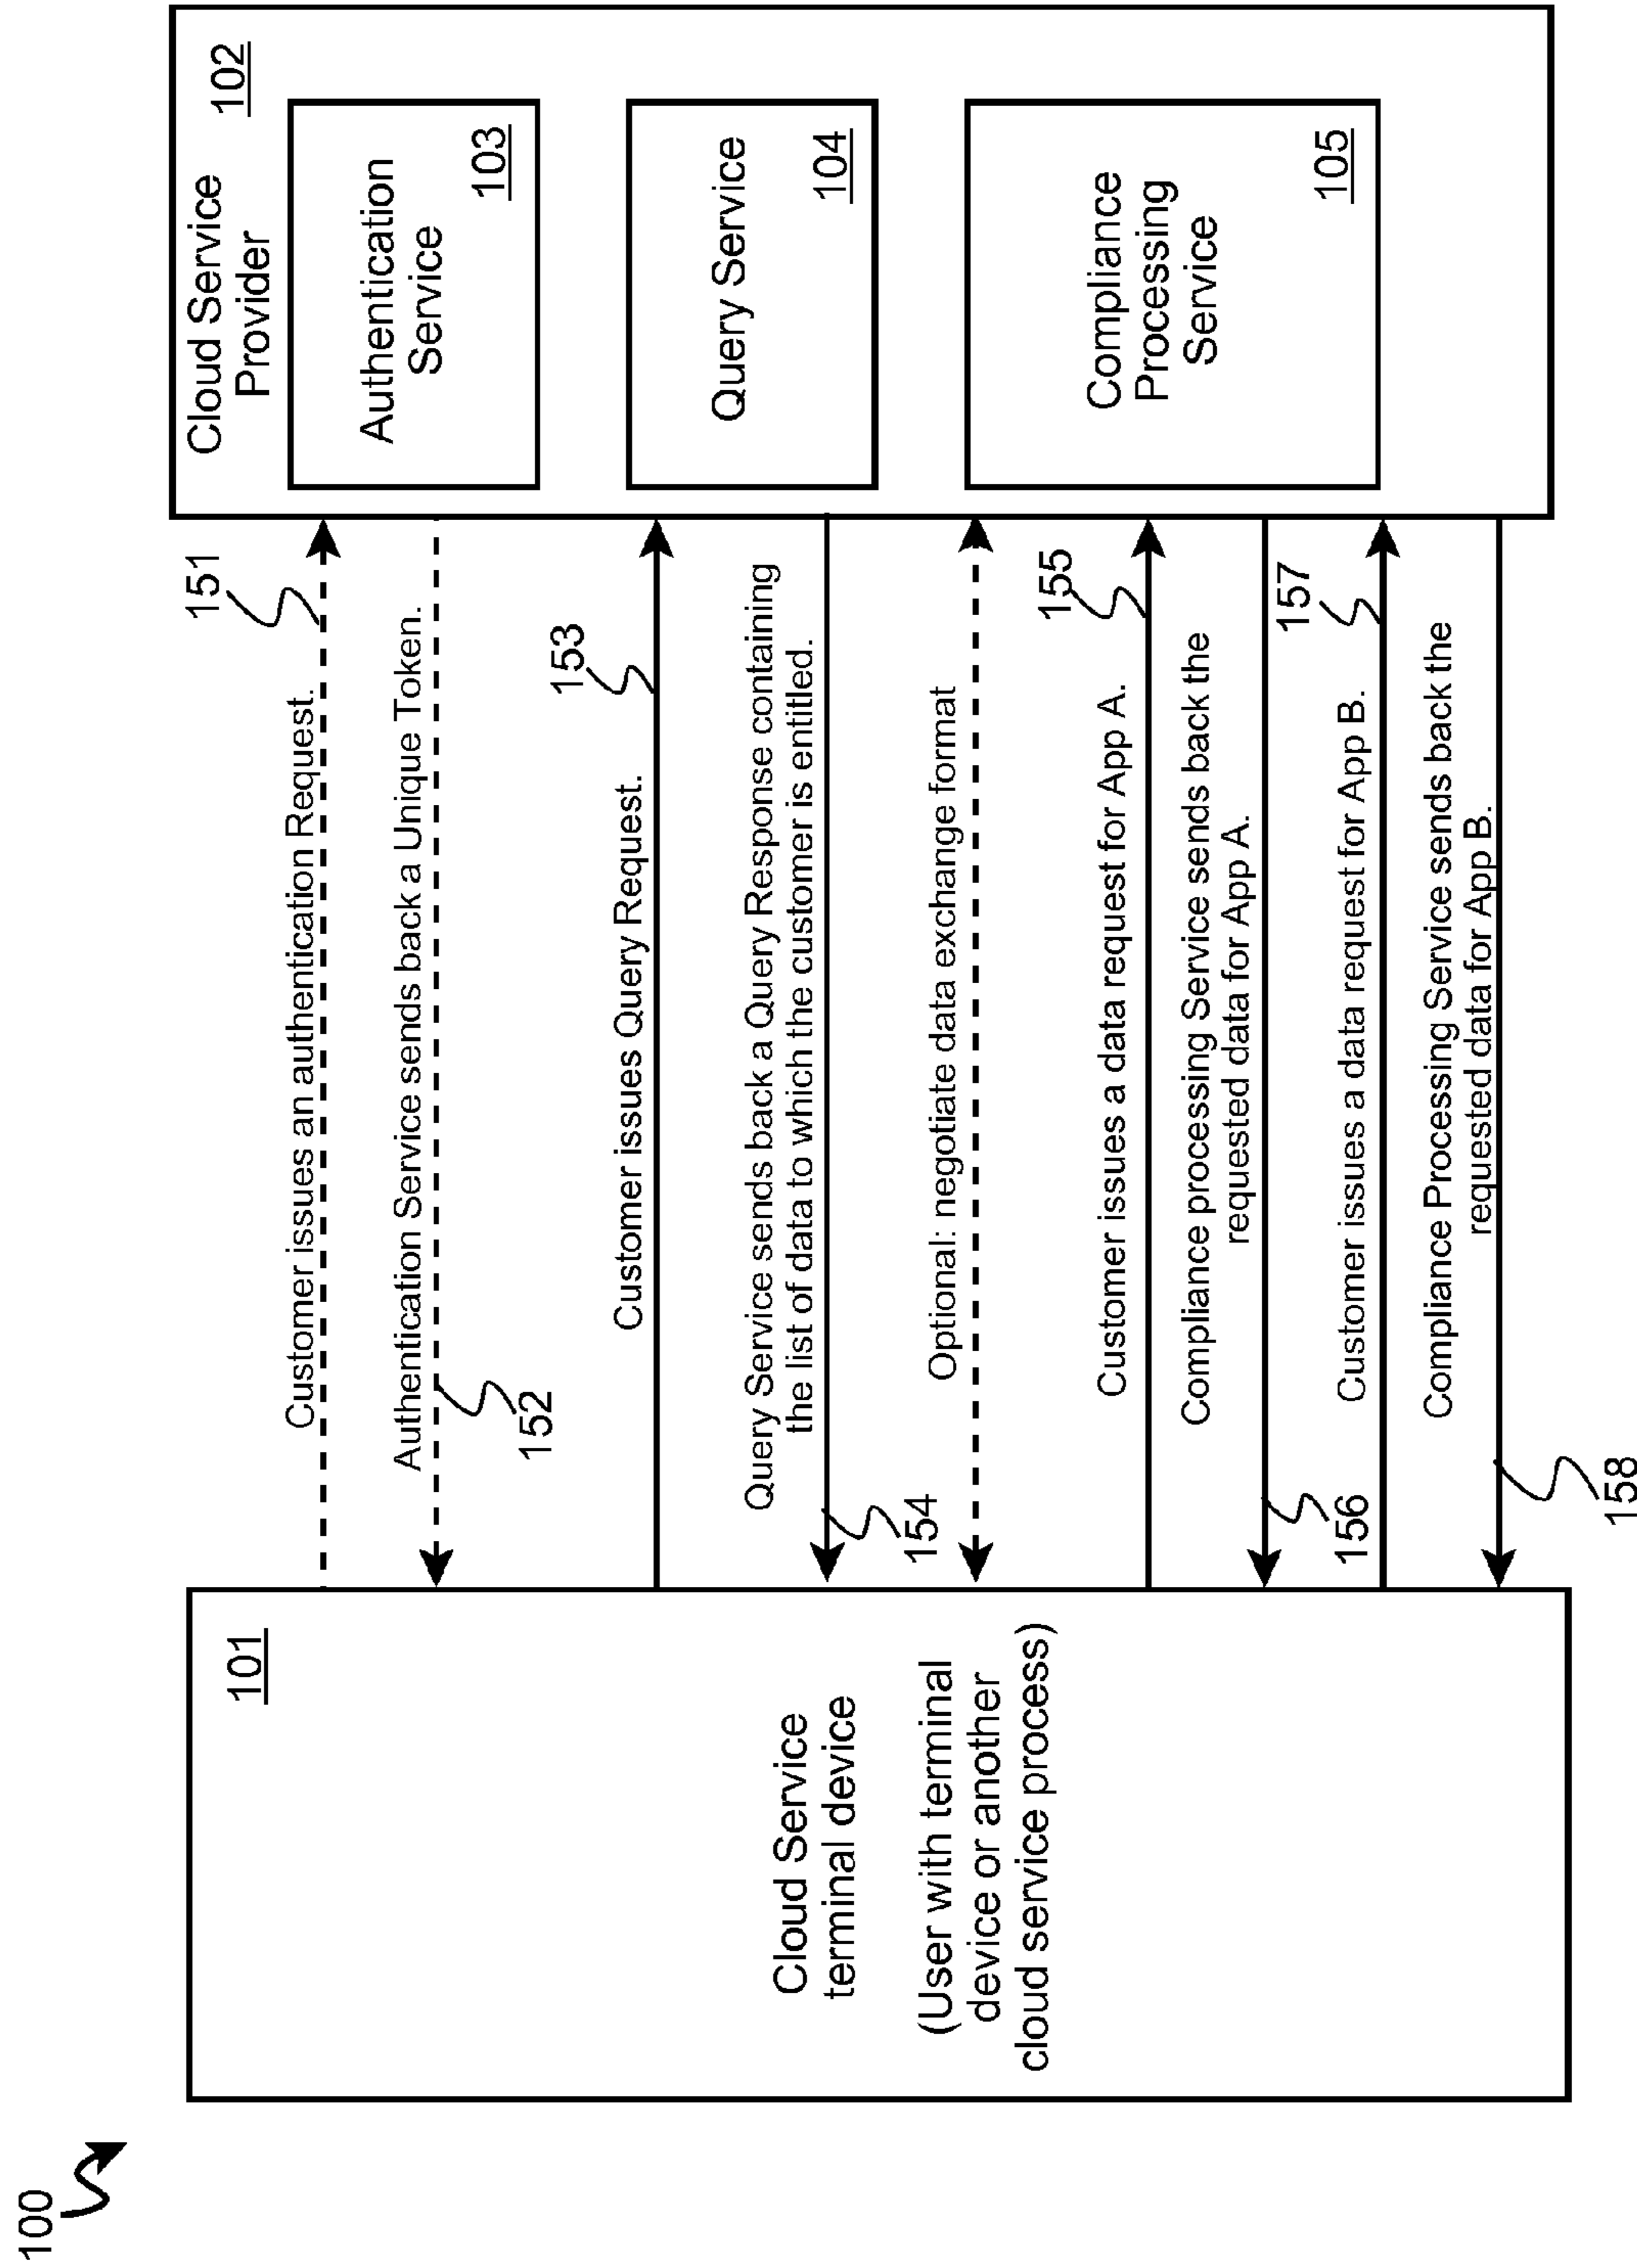 100
101
Cloud Service
terminal device
(User with terminal
device or another
cloud service process)
Cloud Service
Provider
102
Authentication
Service
103
Query Service
104
Compliance
Processing
Service
105
Customer issues an authentication Request.
151
Authentication Service sends back a Unique Token.
152
Customer issues Query Request.
153
Query Service sends back a Query Response containing
the list of data to which the customer is entitled.
154
Optional: negotiate data exchange format
Customer issues a data request for App A.
155
Compliance processing Service sends back the
requested data for App A.
156
Customer issues a data request for App B.
157
Compliance Processing Service sends back the
requested data for App B.
158